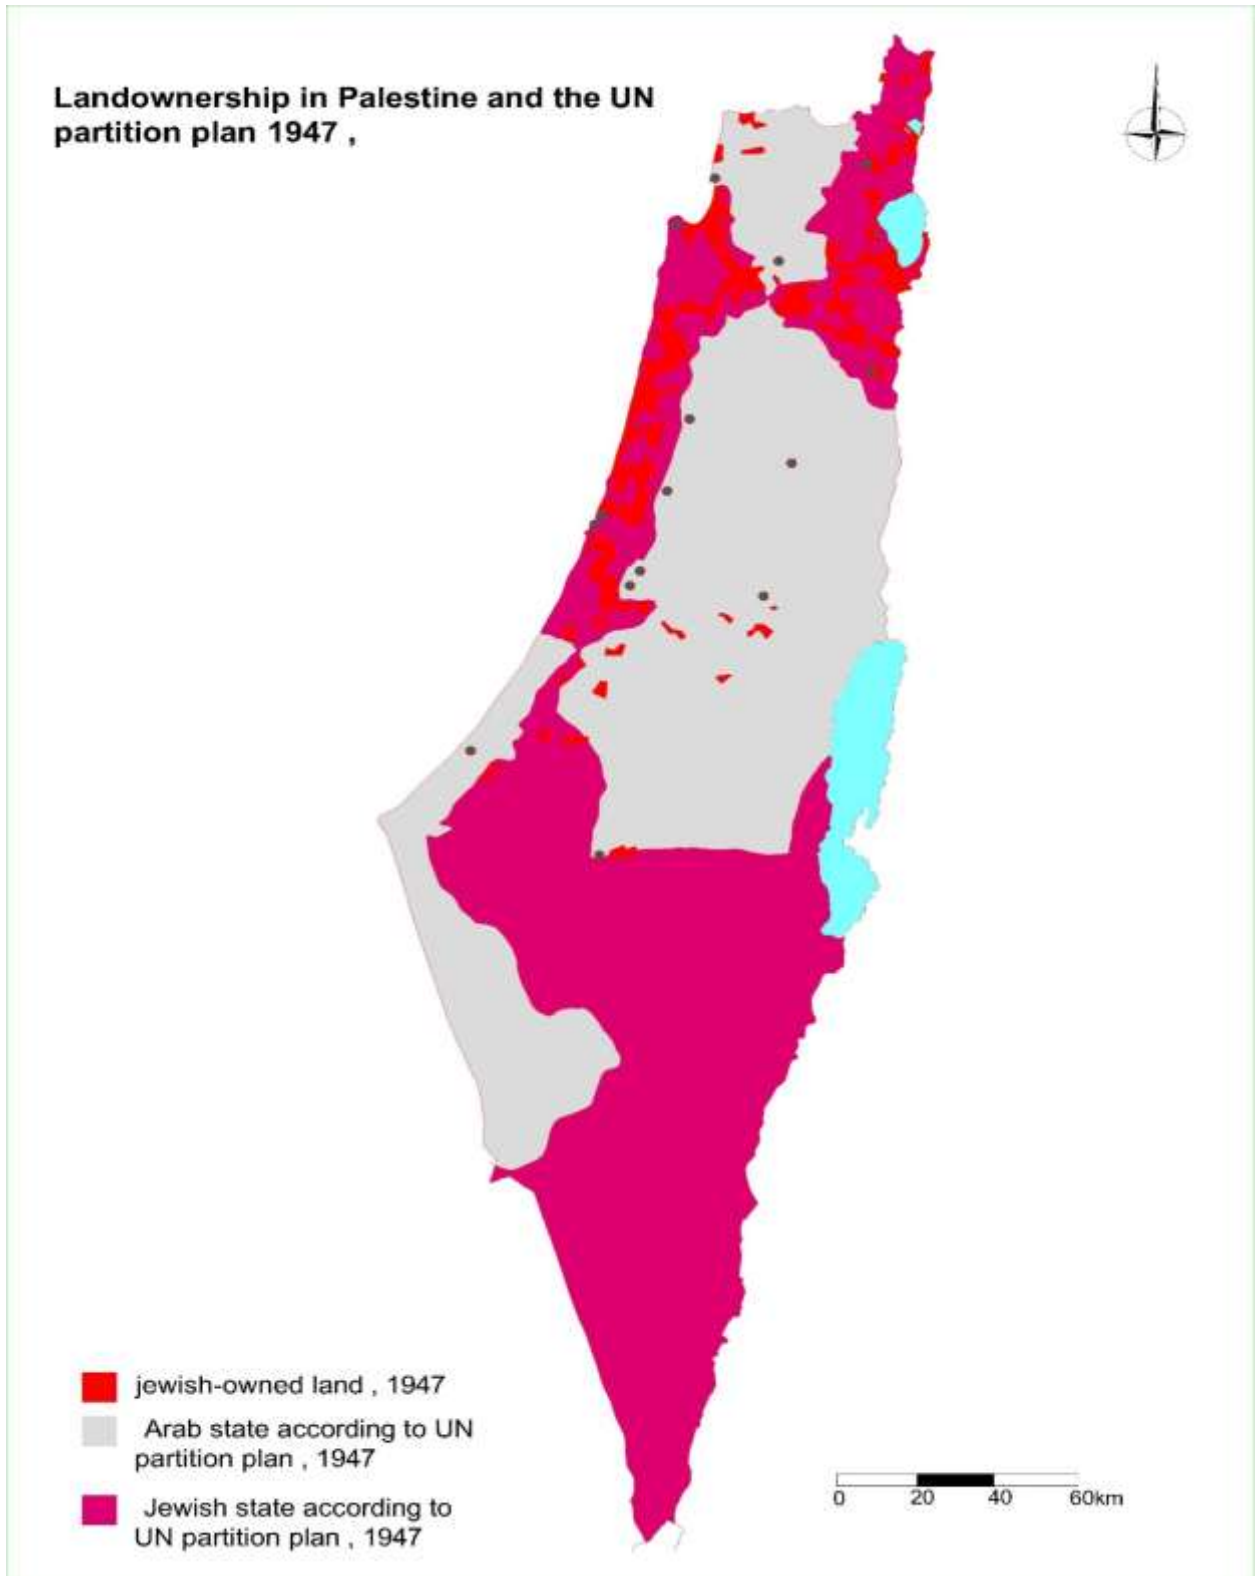 Landownership in Palestine and the UN
partition plan 1947 ,
jewish-owned land , 1947
Arab state according to UN
partition plan , 1947
Jewish state according to
UN partition plan , 1947
0 20 40 60km